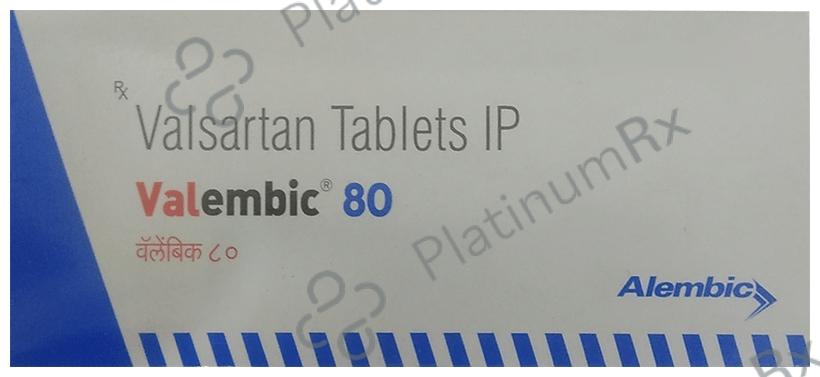 Rx
Valsartan Tablets IP
Valembic® 80
वॅलेंबिक ८०
Alembic
PlatinumRx